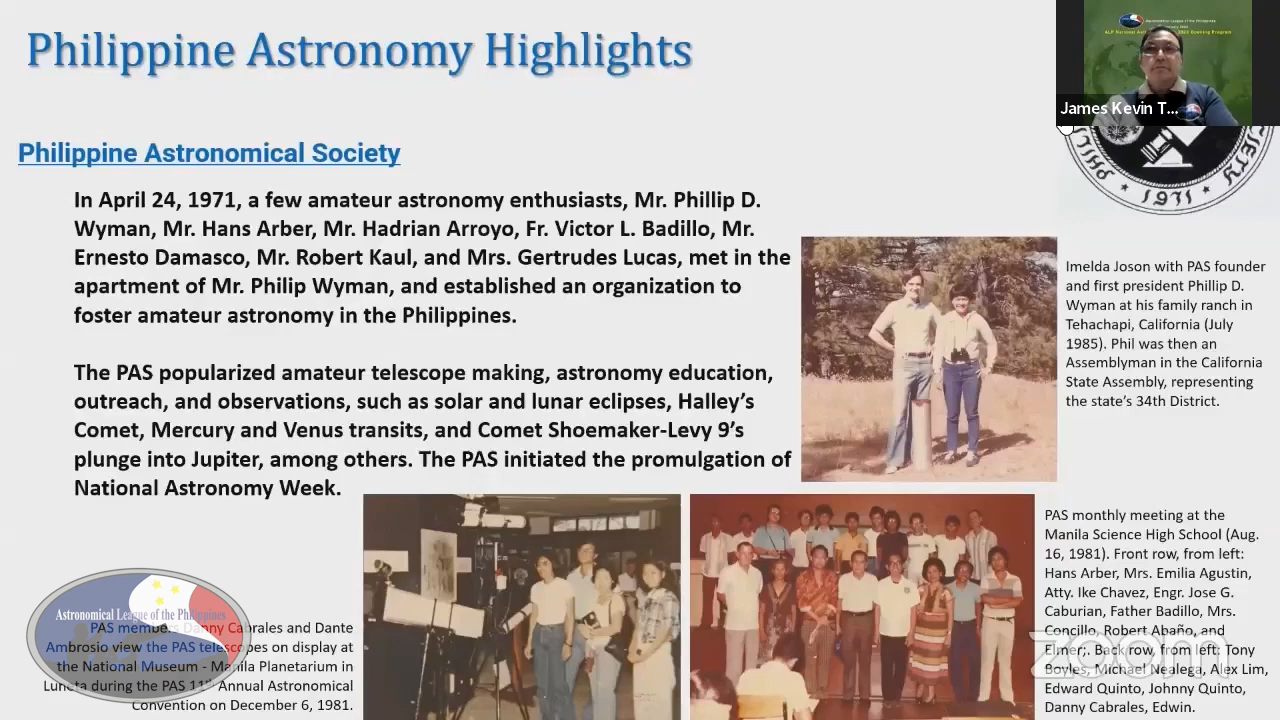 Philippine Astronomy Highlights
Astronomical League of the Philippines
James Kevin T...
Philippine Astronomical Society
1971
In April 24, 1971, a few amateur astronomy enthusiasts, Mr. Phillip D.
Wyman, Mr. Hans Arber, Mr. Hadrian Arroyo, Fr. Victor L. Badillo, Mr.
Ernesto Damasco, Mr. Robert Kaul, and Mrs. Gertrudes Lucas, met in the
apartment of Mr. Philip Wyman, and established an organization to
foster amateur astronomy in the Philippines.
The PAS popularized amateur telescope making, astronomy education,
outreach, and observations, such as solar and lunar eclipses, Halley’s
Comet, Mercury and Venus transits, and Comet Shoemaker-Levy 9’s
plunge into Jupiter, among others. The PAS initiated the promulgation of
National Astronomy Week.
Imelda Joson with PAS founder
and first president Phillip D.
Wyman at his family ranch in
Tehachapi, California (July
1985). Phil was then an
Assemblyman in the California
State Assembly, representing
the state’s 34th District.
PAS monthly meeting at the
Manila Science High School (Aug.
16, 1981). Front row, from left:
Hans Arber, Mrs. Emilia Agustin,
Atty. Ike Chavez, Engr. Jose G.
Caburian, Father Badillo, Mrs.
Concillo, Robert Abaño, and
Elmer;. Back row, from left: Tony
Boyles, Michael Nealega, Alex Lim,
Edward Quinto, Johnny Quinto,
Danny Cabrales, Edwin.
zoom
Astronomical League of the Philippines
PAS members Danny Cabrales and Dante
Ambrosio view the PAS telescopes on display at
the National Museum - Manila Planetarium in
Luneta during the PAS 11th Annual Astronomical
Convention on December 6, 1981.